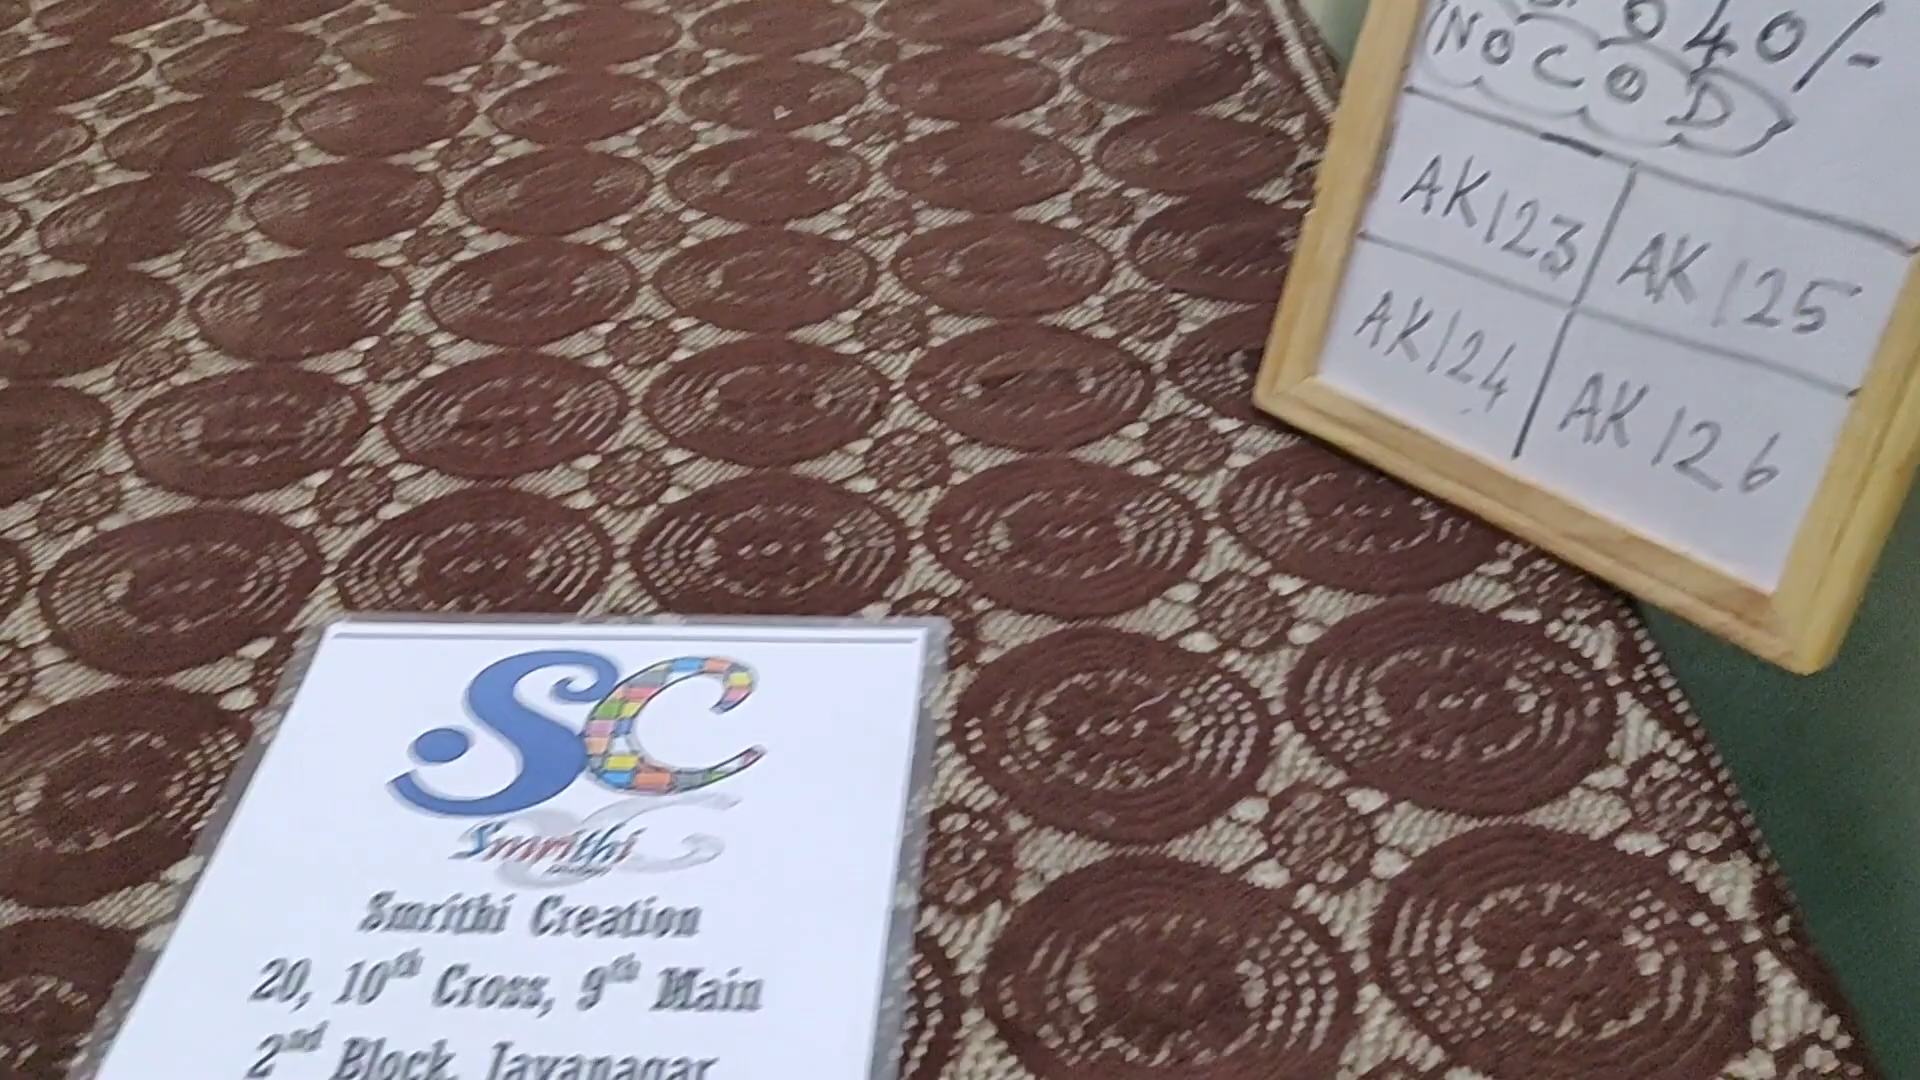 040/-
(NO COD)
AK123 AK125
AK124 AK126
SC
Smrithi
Smrithi Creation
20, 10th Cross, 9th Main
2nd Block, Jayanagar